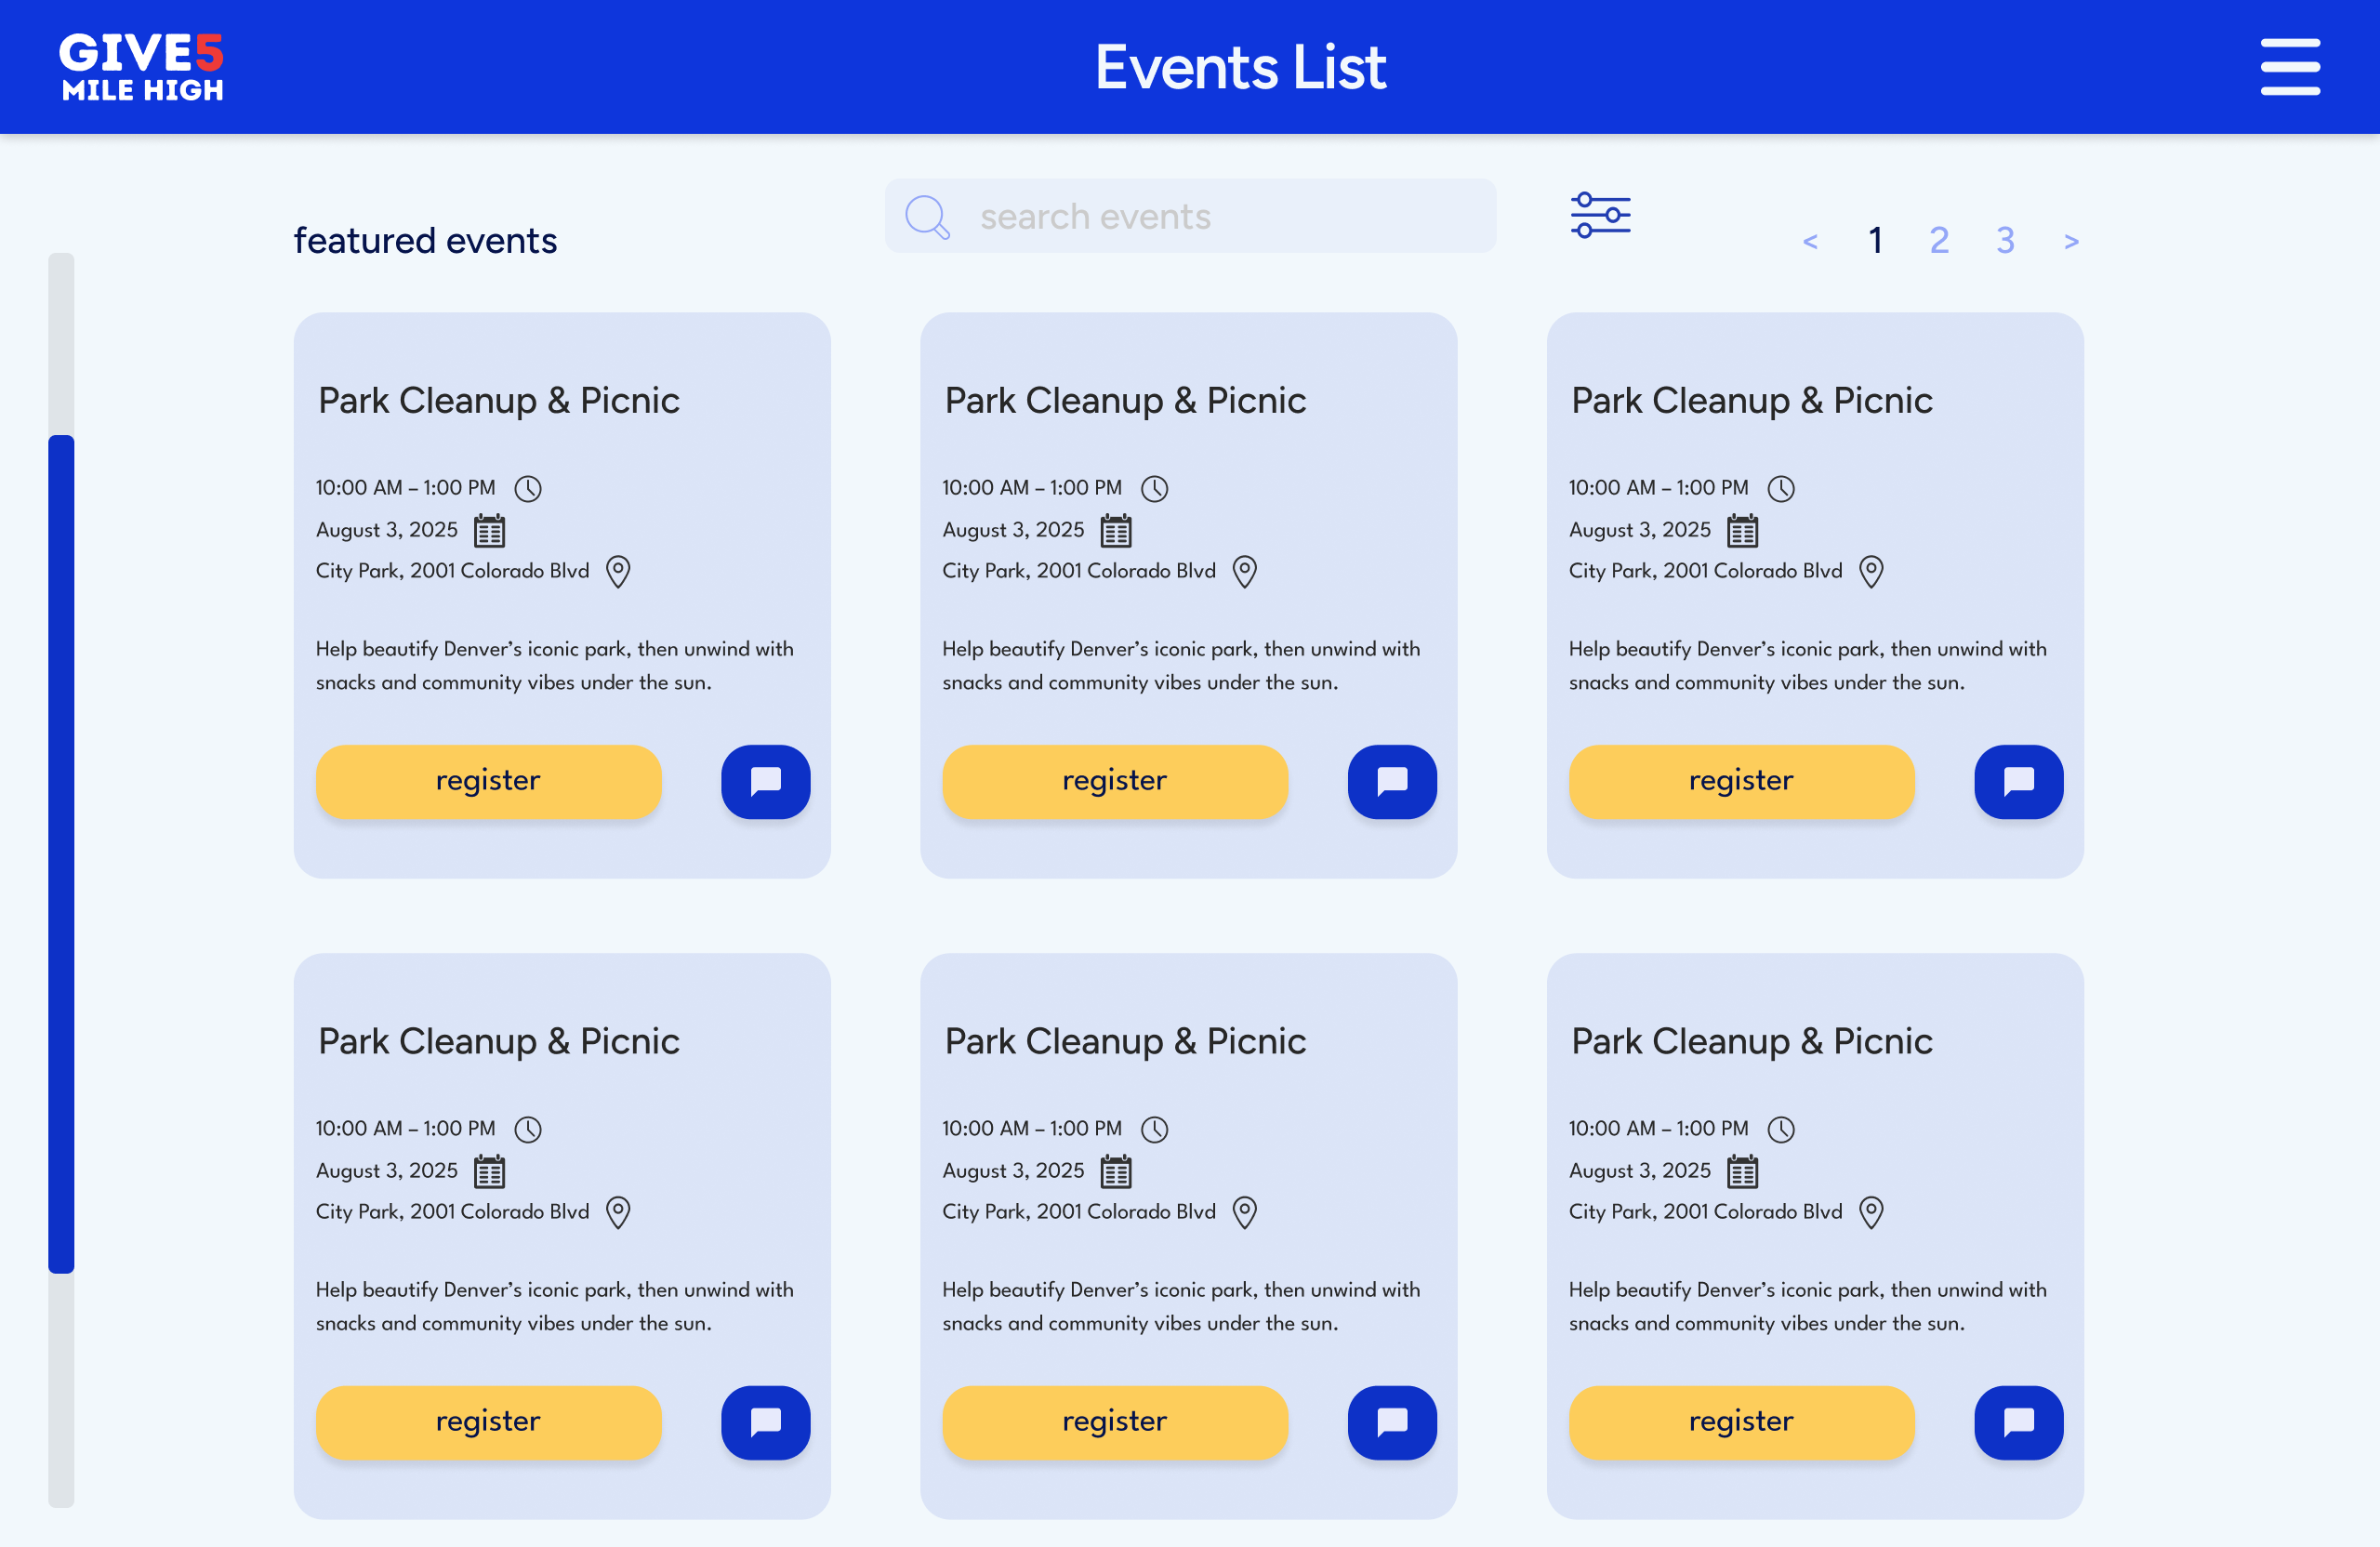 GIVE5
MILE HIGH
Events List
featured events
search events
< 1 2 3 >
Park Cleanup & Picnic
10:00 AM – 1:00 PM
August 3, 2025
City Park, 2001 Colorado Blvd
Help beautify Denver’s iconic park, then unwind with
snacks and community vibes under the sun.
register
Park Cleanup & Picnic
10:00 AM – 1:00 PM
August 3, 2025
City Park, 2001 Colorado Blvd
Help beautify Denver’s iconic park, then unwind with
snacks and community vibes under the sun.
register
Park Cleanup & Picnic
10:00 AM – 1:00 PM
August 3, 2025
City Park, 2001 Colorado Blvd
Help beautify Denver’s iconic park, then unwind with
snacks and community vibes under the sun.
register
Park Cleanup & Picnic
10:00 AM – 1:00 PM
August 3, 2025
City Park, 2001 Colorado Blvd
Help beautify Denver’s iconic park, then unwind with
snacks and community vibes under the sun.
register
Park Cleanup & Picnic
10:00 AM – 1:00 PM
August 3, 2025
City Park, 2001 Colorado Blvd
Help beautify Denver’s iconic park, then unwind with
snacks and community vibes under the sun.
register
Park Cleanup & Picnic
10:00 AM – 1:00 PM
August 3, 2025
City Park, 2001 Colorado Blvd
Help beautify Denver’s iconic park, then unwind with
snacks and community vibes under the sun.
register